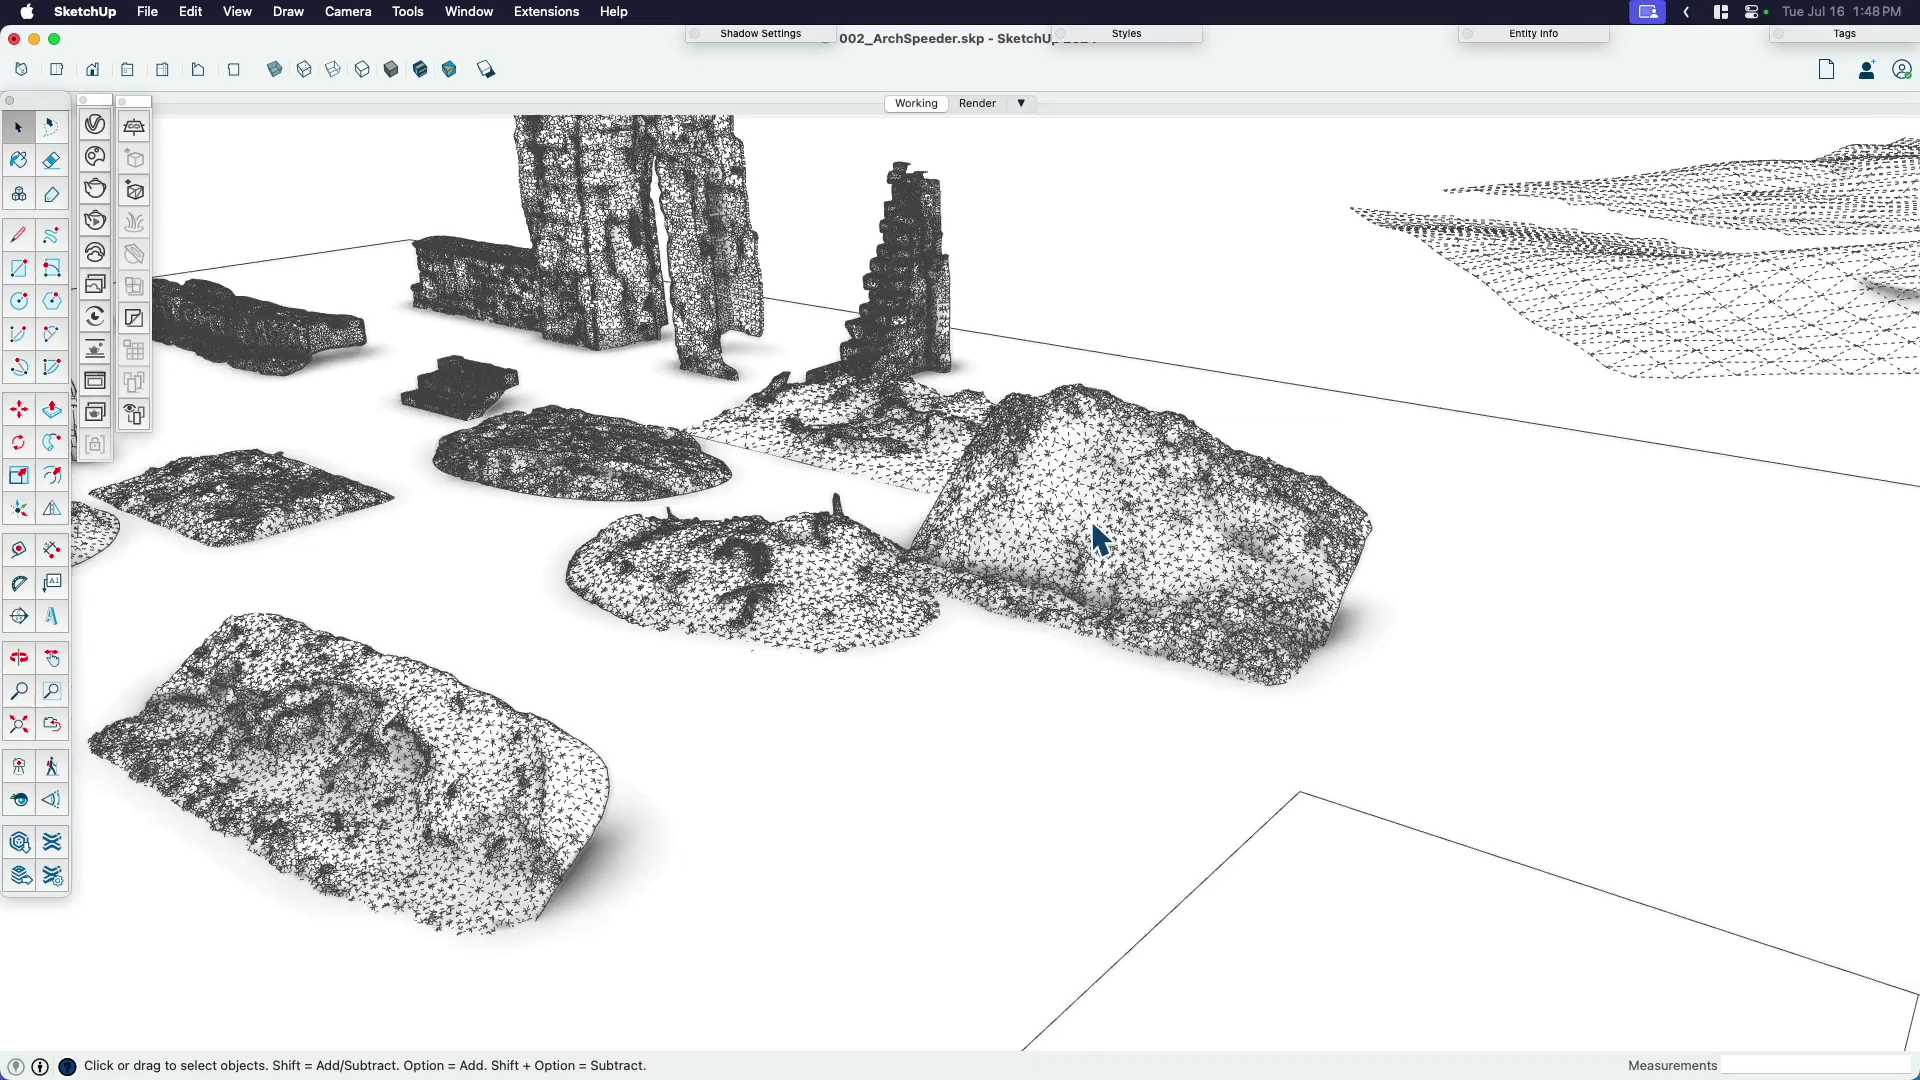 SketchUp File Edit View Draw Camera Tools Window Extensions Help Tue Jul 16 1:48 PM
Shadow Settings 002_ArchSpeeder.skp - SketchUp Styles Entity Info Tags
Working Render
A1
Click or drag to select objects. Shift = Add/Subtract. Option = Add. Shift + Option = Subtract. Measurements